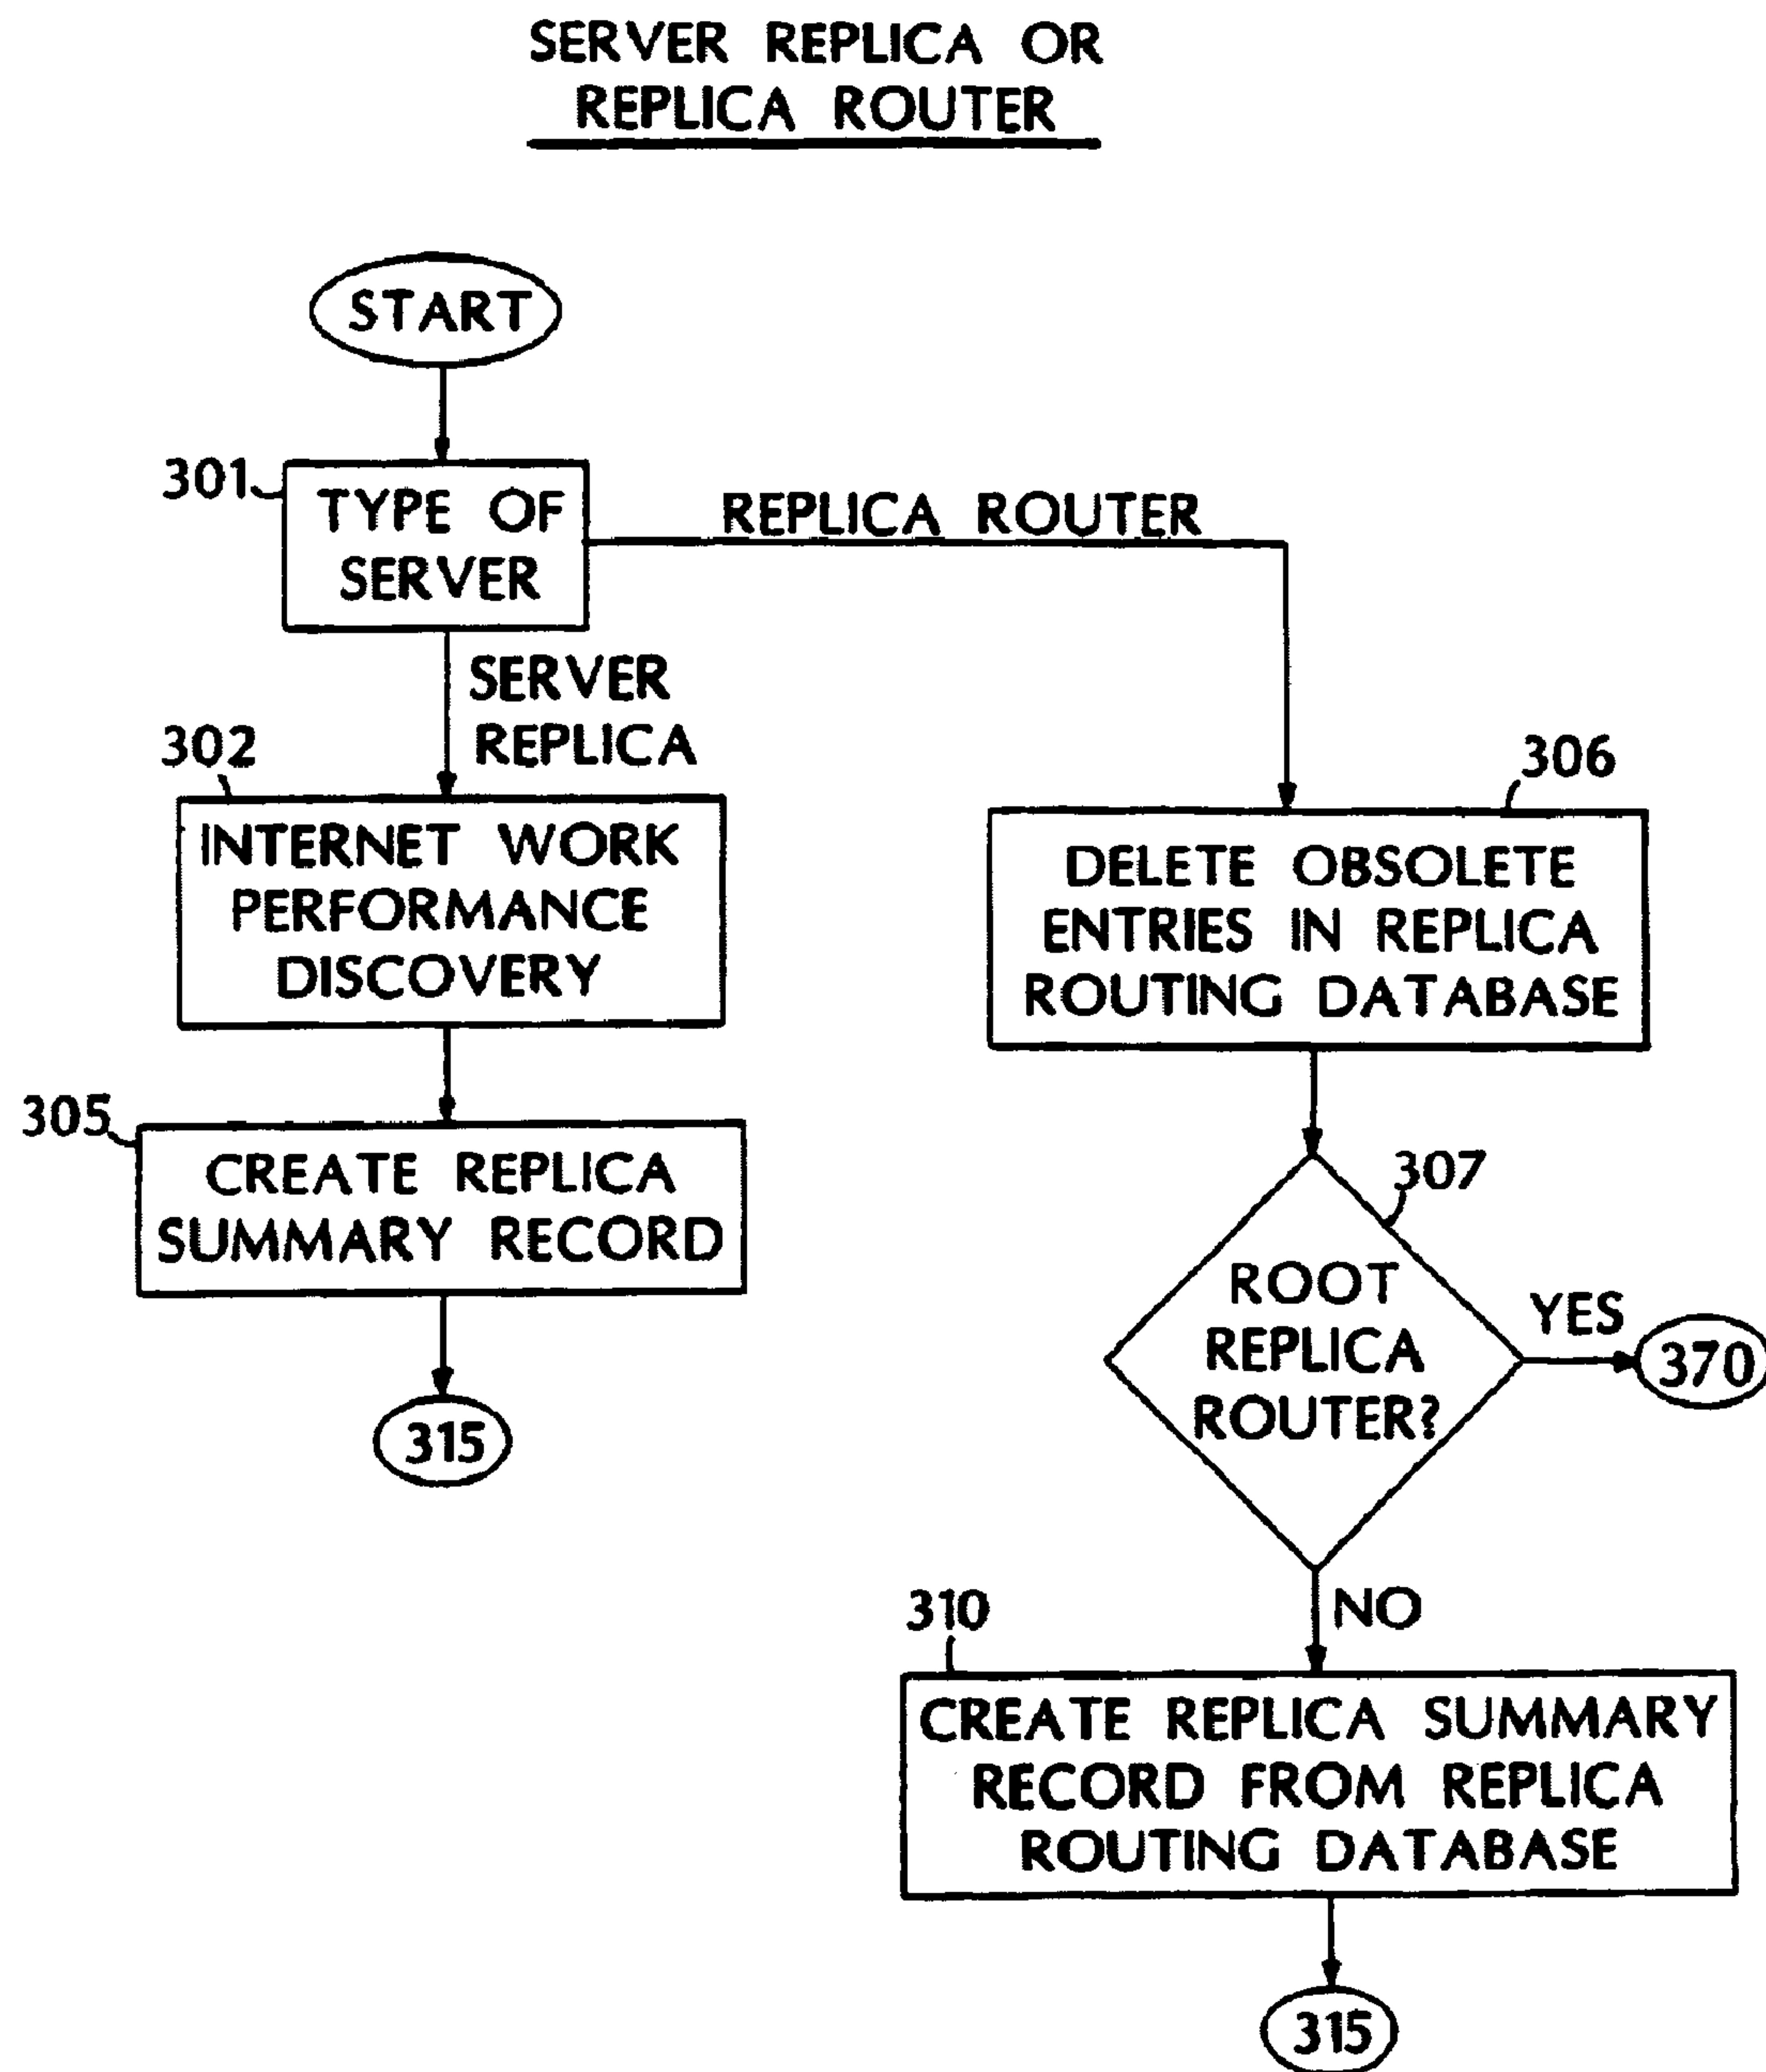 SERVER REPLICA OR
REPLICA ROUTER
START
301
TYPE OF
SERVER
REPLICA ROUTER
SERVER
REPLICA
302
INTERNET WORK
PERFORMANCE
DISCOVERY
305
CREATE REPLICA
SUMMARY RECORD
315
306
DELETE OBSOLETE
ENTRIES IN REPLICA
ROUTING DATABASE
307
ROOT
REPLICA
ROUTER?
YES
370
NO
310
CREATE REPLICA SUMMARY
RECORD FROM REPLICA
ROUTING DATABASE
315